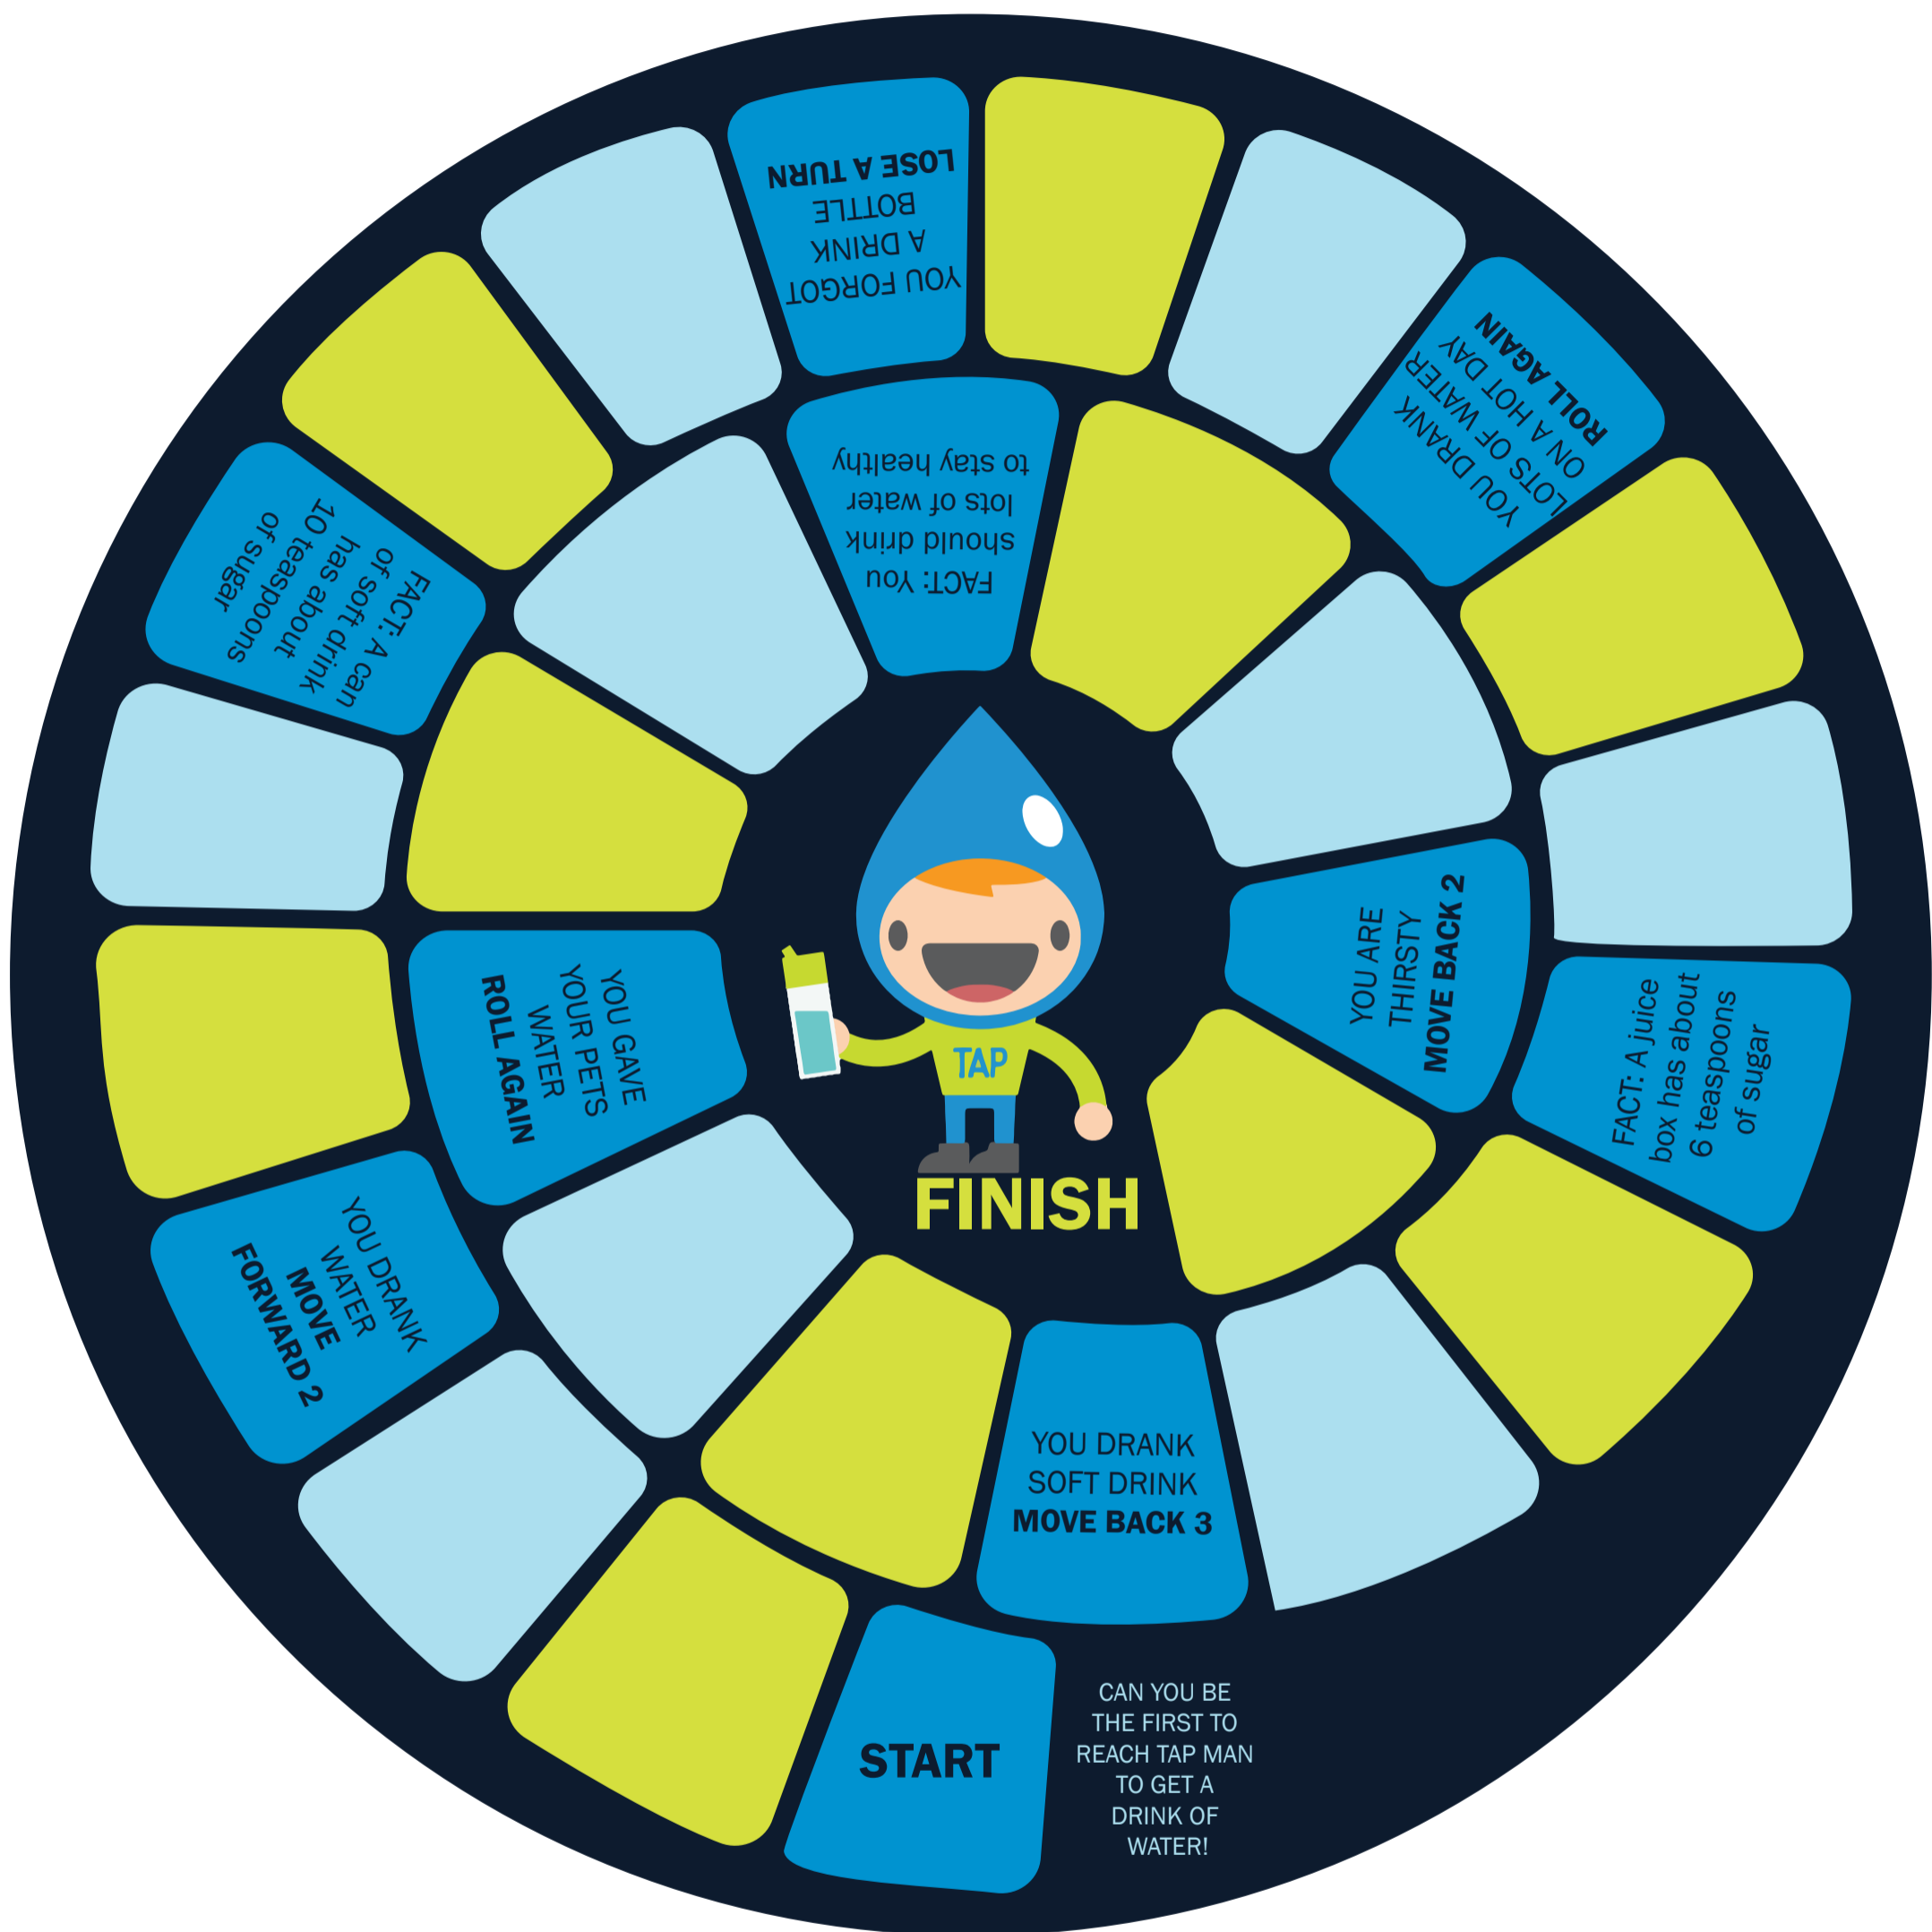 START
CAN YOU BE
THE FIRST TO
REACH TAP MAN
TO GET A
DRINK OF
WATER!
YOU DRANK
WATER
MOVE
FORWARD 2
FACT: A can
of soft drink
has about
10 teaspoons
of sugar
YOU FORGOT
A DRINK
BOTTLE
LOSE A TURN
YOU DRANK
LOTS OF WATER
ON A HOT DAY
ROLL AGAIN
FACT: A juice
box has about
6 teaspoons
of sugar
YOU DRANK
SOFT DRINK
MOVE BACK 3
YOU GAVE
YOUR PETS
WATER
ROLL AGAIN
FACT: You
should drink
lots of water
to stay healthy
YOU ARE
THIRSTY
MOVE BACK 2
TAP
FINISH